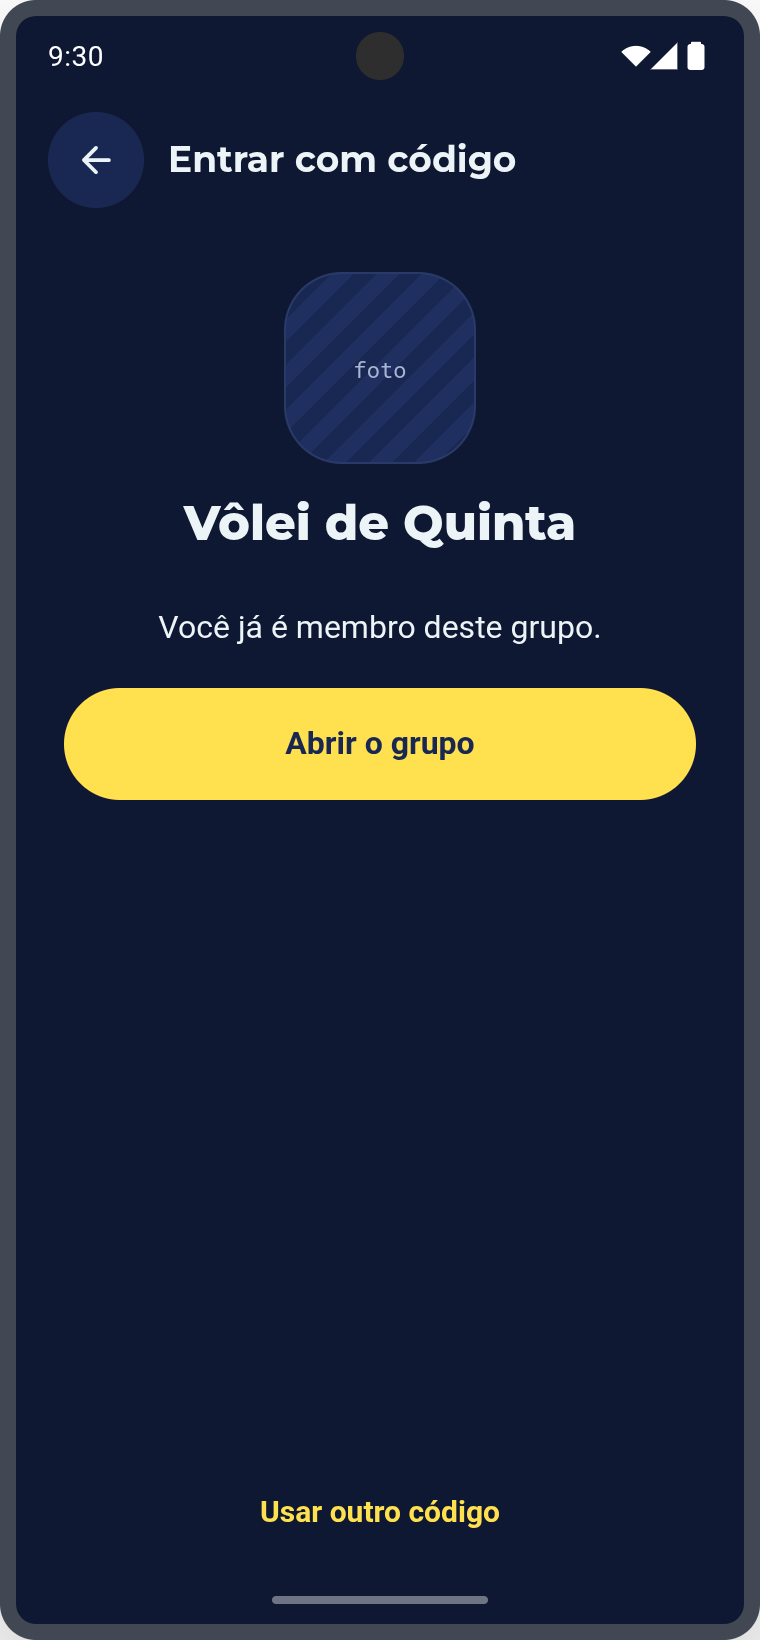 9:30
Entrar com código
foto
Vôlei de Quinta
Você já é membro deste grupo.
Abrir o grupo
Usar outro código